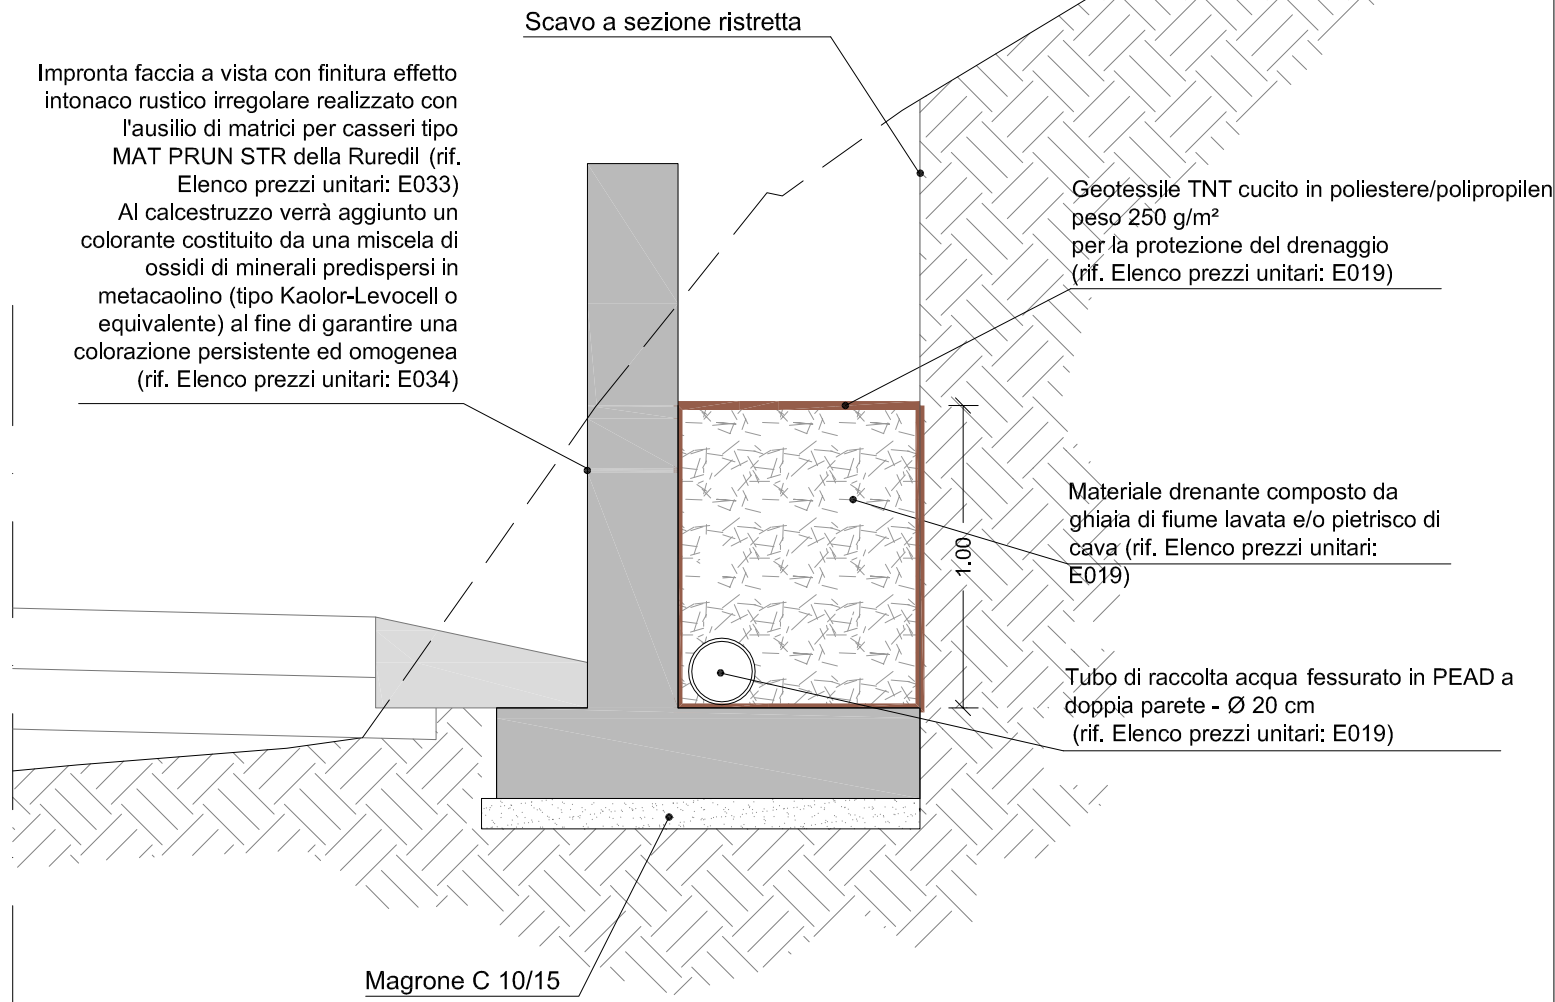 Scavo a sezione ristretta
Impronta faccia a vista con finitura effetto
intonaco rustico irregolare realizzato con
l'ausilio di matrici per casseri tipo
MAT PRUN STR della Ruredil (rif.
Elenco prezzi unitari: E033)
Al calcestruzzo verrà aggiunto un
colorante costituito da una miscela di
ossidi di minerali predispersi in
metacaolino (tipo Kaolor-Levocell o
equivalente) al fine di garantire una
colorazione persistente ed omogenea
(rif. Elenco prezzi unitari: E034)
Geotessile TNT cucito in poliestere/polipropilen
peso 250 g/m²
per la protezione del drenaggio
(rif. Elenco prezzi unitari: E019)
Materiale drenante composto da
ghiaia di fiume lavata e/o pietrisco di
cava (rif. Elenco prezzi unitari:
E019)
1.00
Tubo di raccolta acqua fessurato in PEAD a
doppia parete - Ø 20 cm
(rif. Elenco prezzi unitari: E019)
Magrone C 10/15